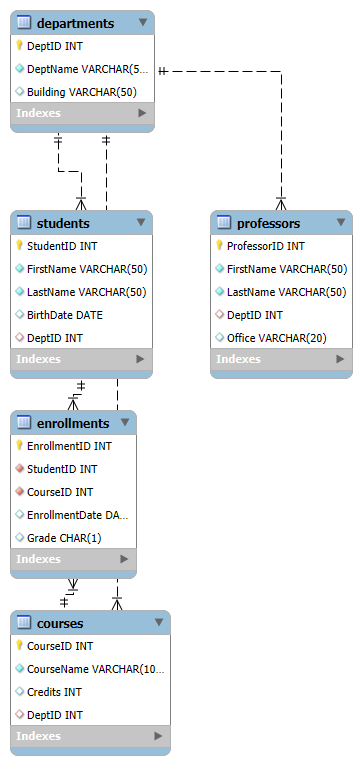 departments
DeptID INT
DeptName VARCHAR(5...
Building VARCHAR(50)
Indexes
students
StudentID INT
FirstName VARCHAR(50)
LastName VARCHAR(50)
BirthDate DATE
DeptID INT
Indexes
professors
ProfessorID INT
FirstName VARCHAR(50)
LastName VARCHAR(50)
DeptID INT
Office VARCHAR(20)
Indexes
enrollments
EnrollmentID INT
StudentID INT
CourseID INT
EnrollmentDate DA...
Grade CHAR(1)
Indexes
courses
CourseID INT
CourseName VARCHAR(10...
Credits INT
DeptID INT
Indexes